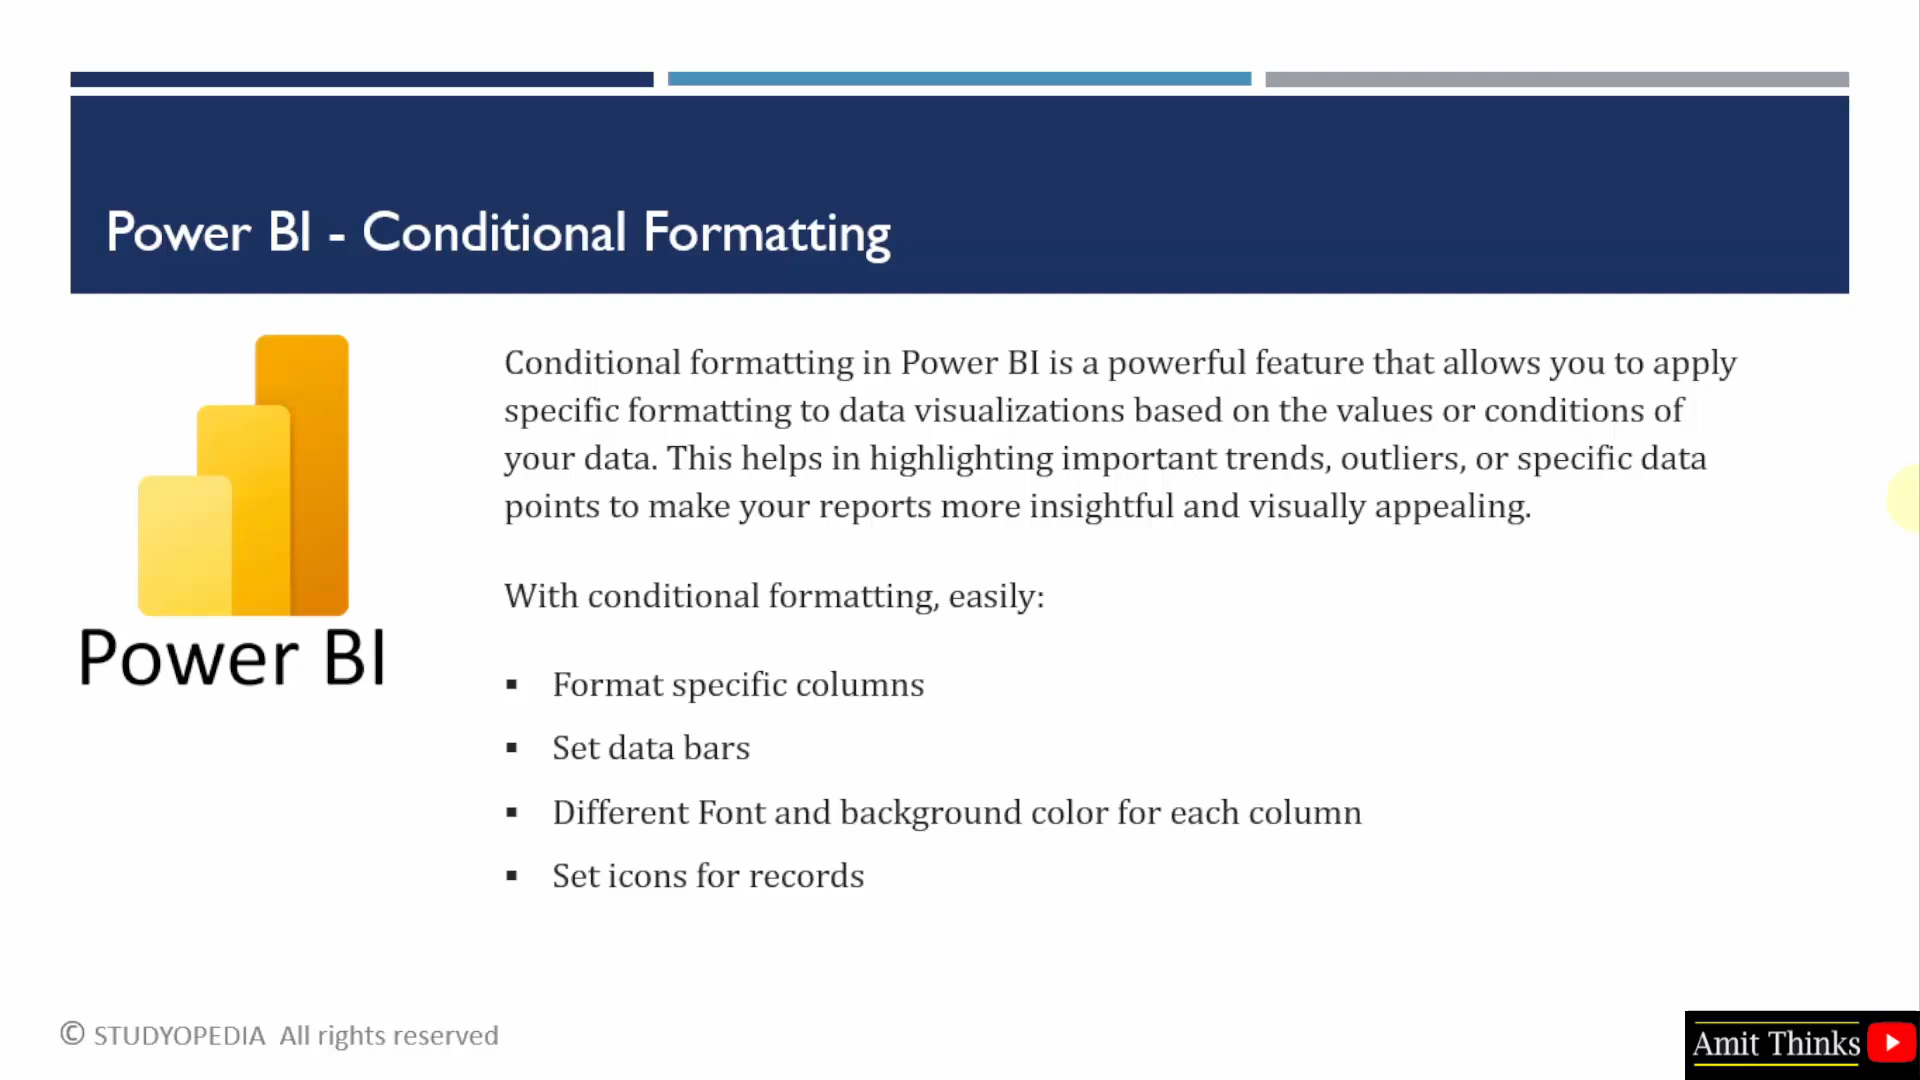 Power BI - Conditional Formatting
Conditional formatting in Power BI is a powerful feature that allows you to apply
specific formatting to data visualizations based on the values or conditions of
your data. This helps in highlighting important trends, outliers, or specific data
points to make your reports more insightful and visually appealing.
Power BI
With conditional formatting, easily:
▪ Format specific columns
▪ Set data bars
▪ Different Font and background color for each column
▪ Set icons for records
© STUDYOPEDIA All rights reserved
Amit Thinks